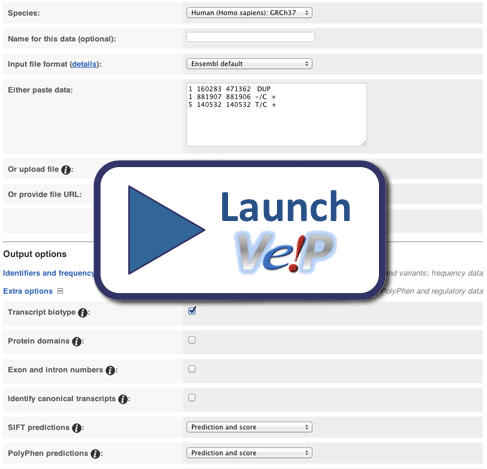 Species:
Human (Homo sapiens): GRCh37
Name for this data (optional):
Input file format (details):
Ensembl default
Either paste data:
1 160283 471362 DUP
1 881907 881906 -/C +
5 140532 140532 T/C +
Or upload file i:
Or provide file URL:
Launch
Ve!P
Output options
Identifiers and frequency
and variants; frequency data
Extra options
PolyPhen and regulatory data
Transcript biotype i:
Protein domains i:
Exon and intron numbers i:
Identify canonical transcripts i:
SIFT predictions i:
Prediction and score
PolyPhen predictions i:
Prediction and score